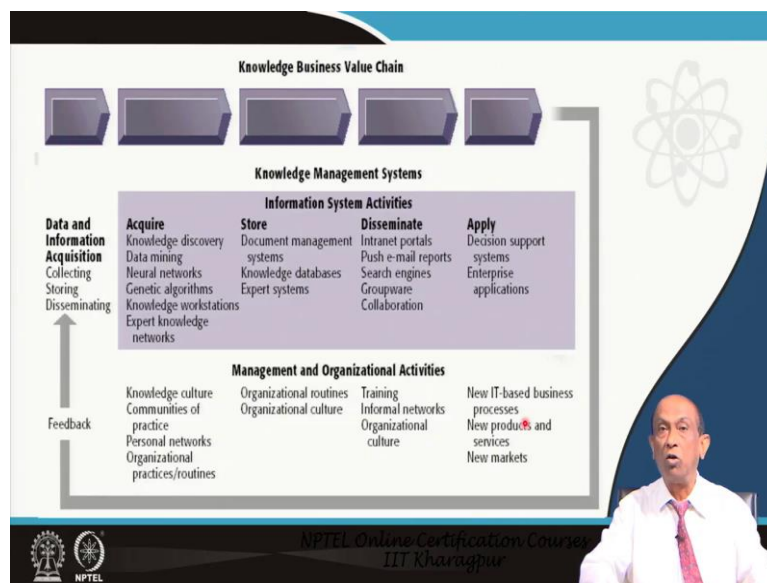 Knowledge Business Value Chain
Knowledge Management Systems
Information System Activities
Data and
Information
Acquisition
Collecting
Storing
Disseminating
Acquire
Knowledge discovery
Data mining
Neural networks
Genetic algorithms
Knowledge workstations
Expert knowledge
networks
Store
Document management
systems
Knowledge databases
Expert systems
Disseminate
Intranet portals
Push e-mail reports
Search engines
Groupware
Collaboration
Apply
Decision support
systems
Enterprise
applications
Management and Organizational Activities
Feedback
Knowledge culture
Communities of
practice
Personal networks
Organizational
practices/routines
Organizational routines
Organizational culture
Training
Informal networks
Organizational
culture
New IT-based business
processes
New products and
services
New markets
NPTEL
NPTEL Online Certification Courses
IIT Kharagpur